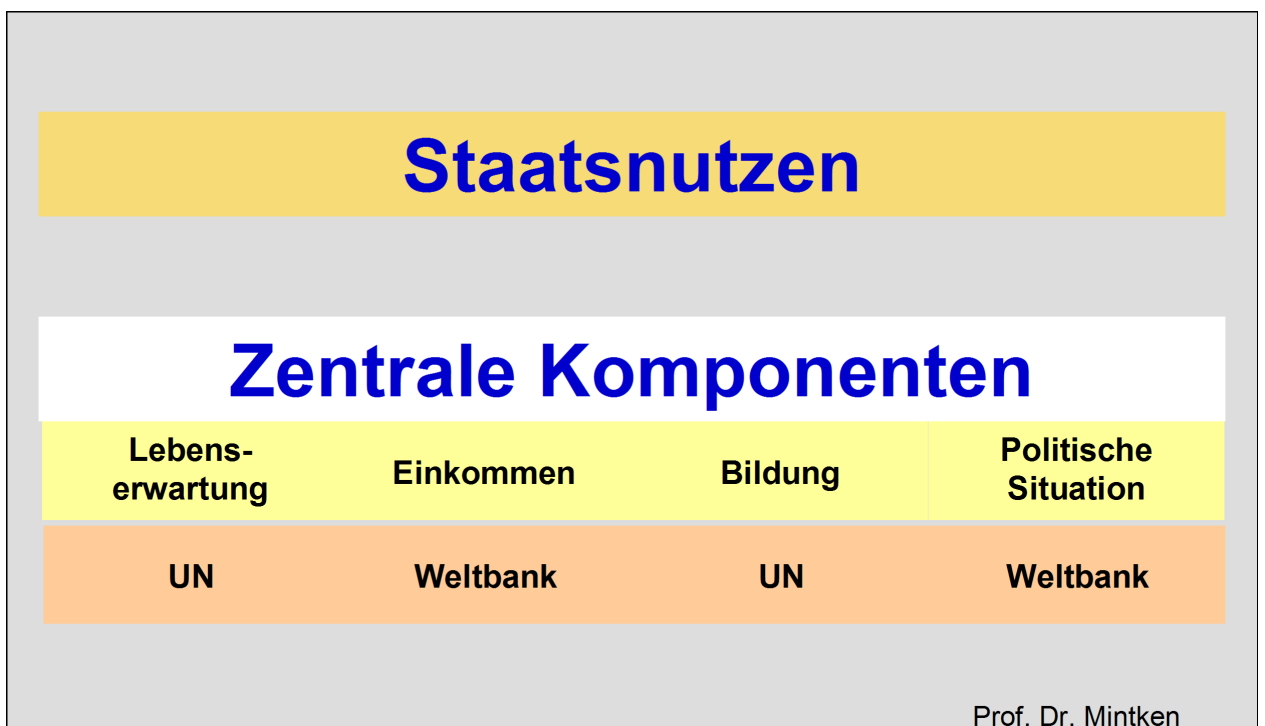 Staatsnutzen
Zentrale Komponenten
Lebens-
erwartung
Einkommen
Bildung
Politische
Situation
UN
Weltbank
UN
Weltbank
Prof. Dr. Mintken